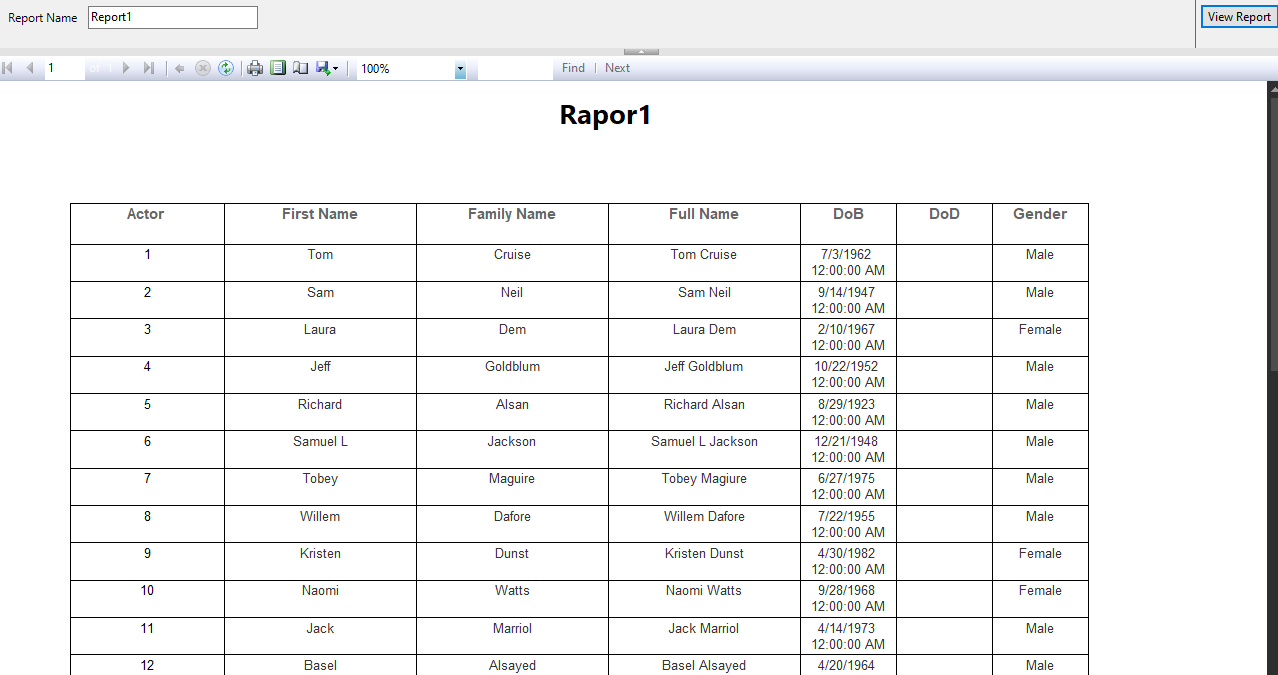 Report Name Report1 View Report
1 of 1 100% Find | Next
Rapor1
Actor First Name Family Name Full Name DoB DoD Gender
1 Tom Cruise Tom Cruise 7/3/1962 Male
12:00:00 AM
2 Sam Neil Sam Neil 9/14/1947 Male
12:00:00 AM
3 Laura Dem Laura Dem 2/10/1967 Female
12:00:00 AM
4 Jeff Goldblum Jeff Goldblum 10/22/1952 Male
12:00:00 AM
5 Richard Alsan Richard Alsan 8/29/1923 Male
12:00:00 AM
6 Samuel L Jackson Samuel L Jackson 12/21/1948 Male
12:00:00 AM
7 Tobey Maguire Tobey Magiure 6/27/1975 Male
12:00:00 AM
8 Willem Dafore Willem Dafore 7/22/1955 Male
12:00:00 AM
9 Kristen Dunst Kristen Dunst 4/30/1982 Female
12:00:00 AM
10 Naomi Watts Naomi Watts 9/28/1968 Female
12:00:00 AM
11 Jack Marriol Jack Marriol 4/14/1973 Male
12:00:00 AM
12 Basel Alsayed Basel Alsayed 4/20/1964 Male